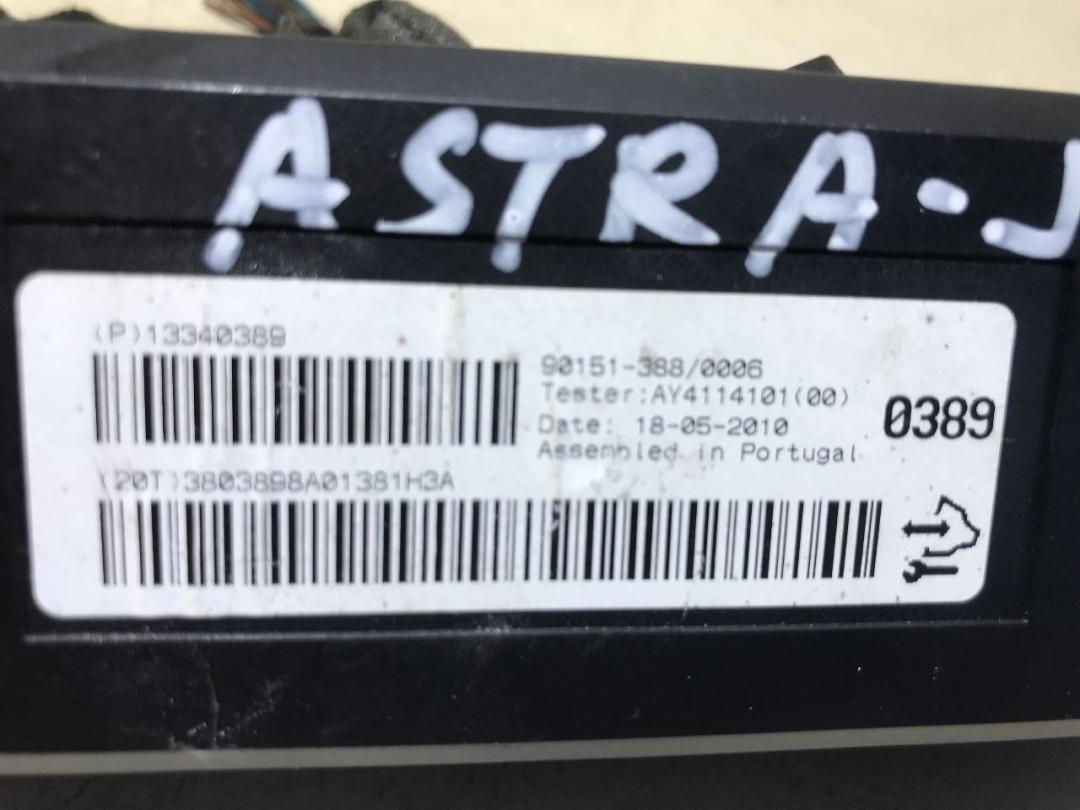 ASTRA-J
(P)13340389
90151-388/0006
Tester:AY4114101(00)
Date: 18-05-2010
Assembled in Portugal
0389
(20T)3803898A01381H3A